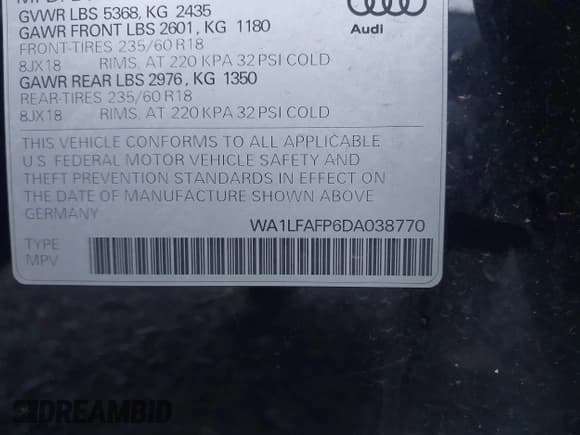 GVWR LBS 5368, KG 2435
GAWR FRONT LBS 2601, KG 1180
FRONT-TIRES 235/60 R18
8JX18 RIMS, AT 220 KPA 32 PSI COLD
GAWR REAR LBS 2976, KG 1350
REAR-TIRES 235/60 R18
8JX18 RIMS, AT 220 KPA 32 PSI COLD
Audi
THIS VEHICLE CONFORMS TO ALL APPLICABLE
U.S. FEDERAL MOTOR VEHICLE SAFETY AND
THEFT PREVENTION STANDARDS IN EFFECT ON
THE DATE OF MANUFACTURE SHOWN ABOVE
GERMANY
WA1LFAFP6DA038770
TYPE
MPV
DREAMBID